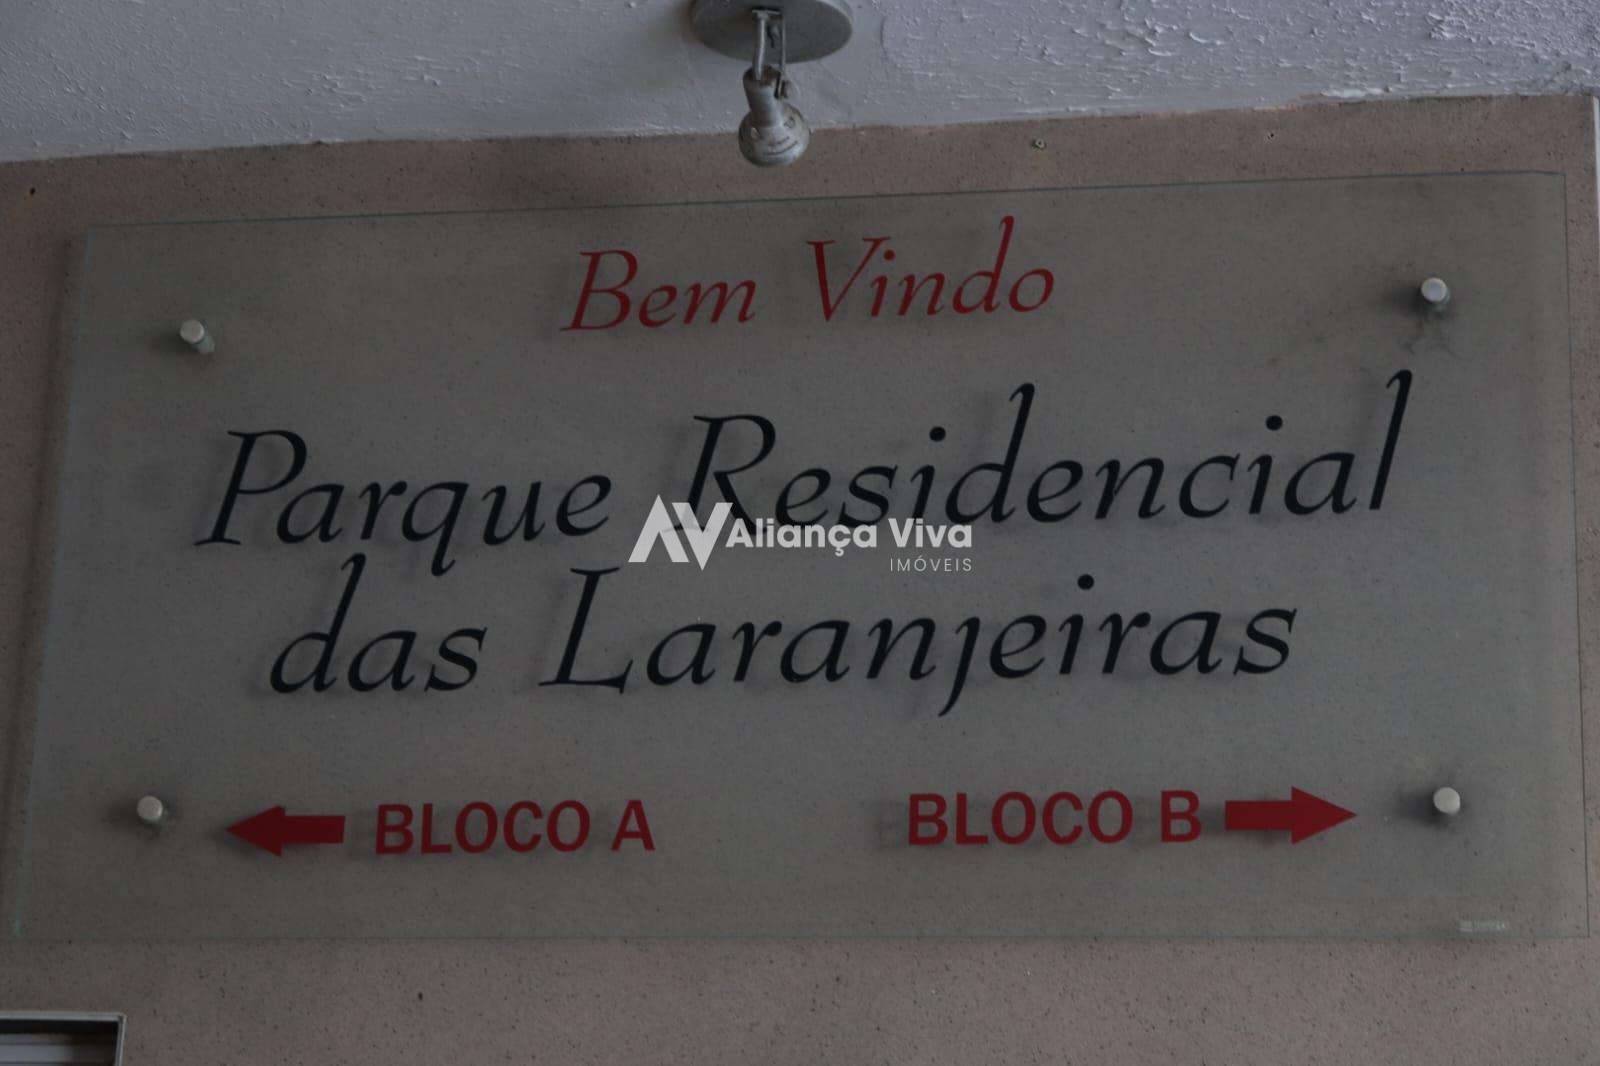 Bem Vindo
Parque Residencial
Aliança Viva
IMÓVEIS
das Laranjeiras
BLOCO A
BLOCO B